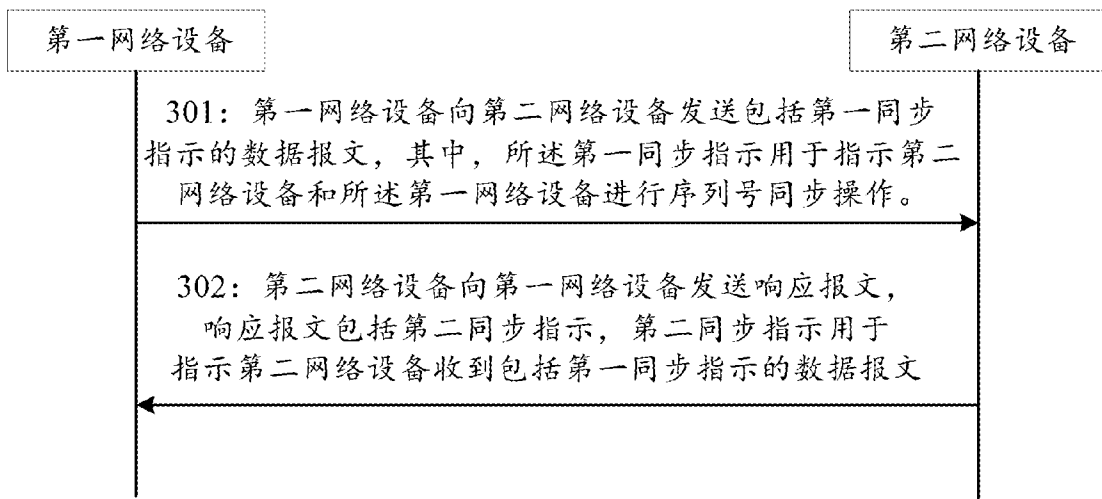 第一网络设备
第二网络设备
301：第一网络设备向第二网络设备发送包括第一同步
指示的数据报文，其中，所述第一同步指示用于指示第二
网络设备和所述第一网络设备进行序列号同步操作。
302：第二网络设备向第一网络设备发送响应报文，
响应报文包括第二同步指示，第二同步指示用于
指示第二网络设备收到包括第一同步指示的数据报文